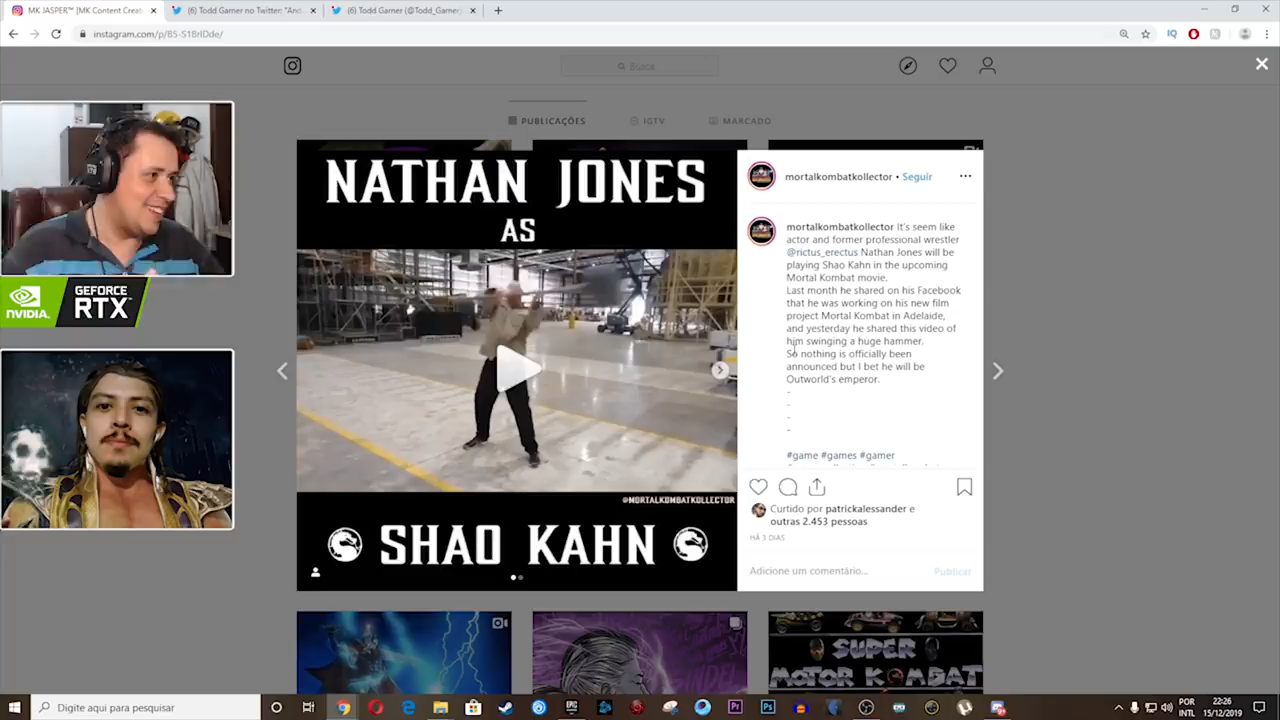 MK JASPER™ [MK Content Creat
(6) Todd Garner no Twitter: "And
(6) Todd Garner (@Todd_Garner)
instagram.com/p/B5-S18rIDde/
Busca
PUBLICAÇÕES
IGTV
MARCADO
NVIDIA
GEFORCE
RTX
NATHAN JONES
AS
@MORTALKOMBATKOLLECTOR
SHAO KAHN
mortalkombatkollector • Seguir
mortalkombatkollector It's seem like
actor and former professional wrestler
@rictus_erectus Nathan Jones will be
playing Shao Kahn in the upcoming
Mortal Kombat movie.
Last month he shared on his Facebook
that he was working on his new film
project Mortal Kombat in Adelaide,
and yesterday he shared this video of
him swinging a huge hammer.
So nothing is officially been
announced but I bet he will be
Outworld's emperor.
-
-
-
-
#game #games #gamer
Curtido por patrickalessander e
outras 2.453 pessoas
HÁ 3 DIAS
Adicione um comentário...
Publicar
SUPER
MOTOR KOMBAT
Digite aqui para pesquisar
POR
INTL
22:26
15/12/2019